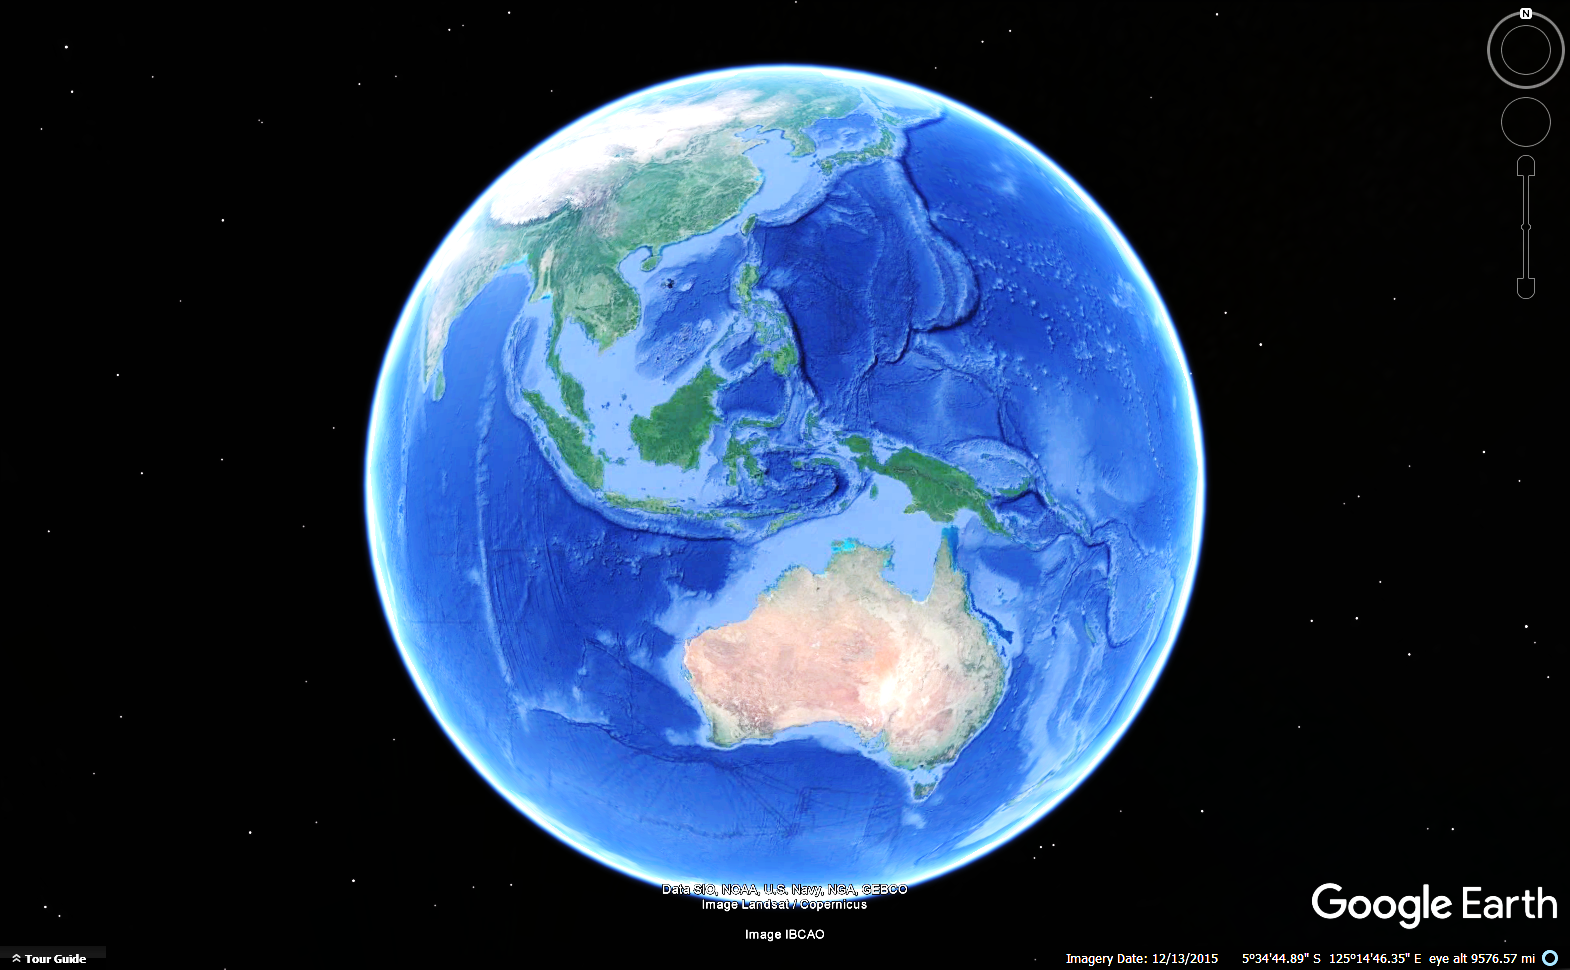 N
Data SIO, NOAA, U.S. Navy, NGA, GEBCO
Image Landsat / Copernicus
Image IBCAO
Google Earth
Tour Guide
Imagery Date: 12/13/2015 5°34'44.89" S 125°14'46.35" E eye alt 9576.57 mi